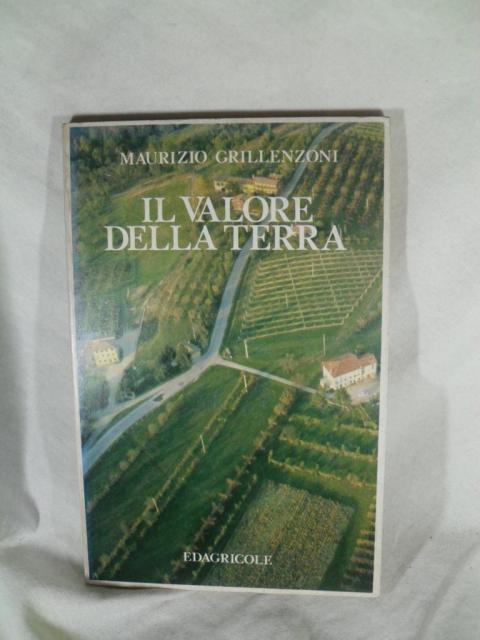 MAURIZIO GRILLENZONI
IL VALORE
DELLA TERRA
EDAGRICOLE